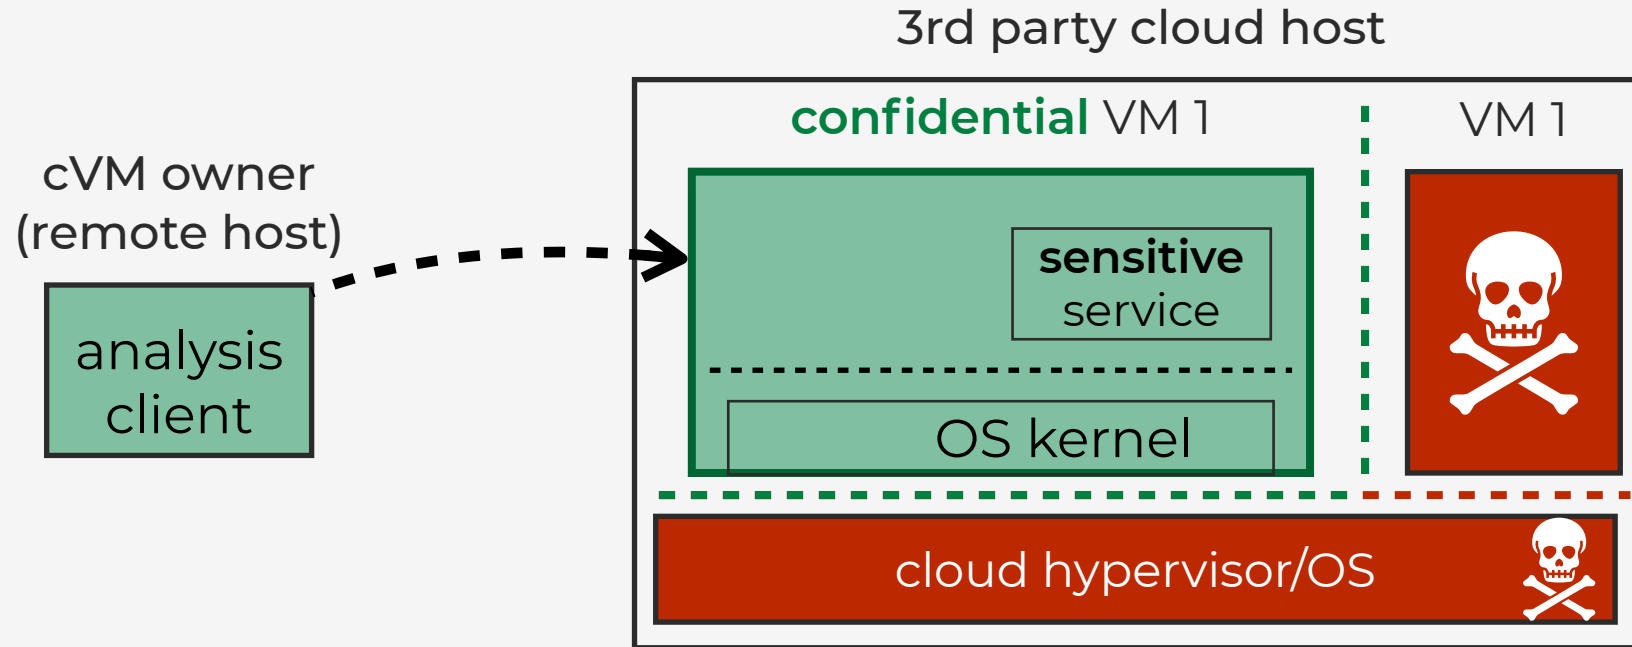 3rd party cloud host
confidential VM 1
VM 1
cVM owner
(remote host)
analysis
client
sensitive
service
OS kernel
cloud hypervisor/OS